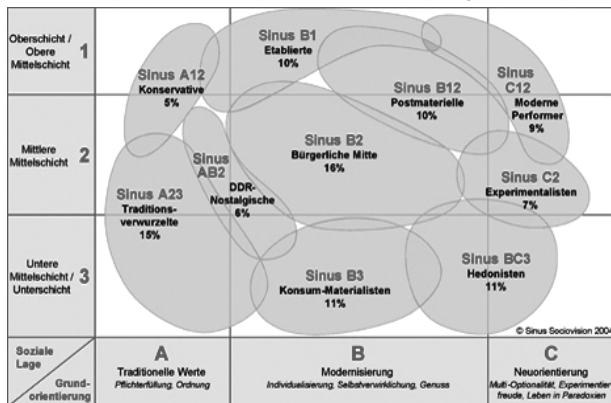 Oberschicht /
Obere
Mittelschicht
1
Mittlere
Mittelschicht
2
Untere
Mittelschicht /
Unterschicht
3
Sinus B1
Etablierte
10%
Sinus A12
Konservative
5%
Sinus B12
Postmaterielle
10%
Sinus
C12
Moderne
Performer
9%
Sinus B2
Bürgerliche Mitte
16%
Sinus
AB2
DDR-
Nostalgische
6%
Sinus A23
Traditions-
verwurzelte
15%
Sinus C2
Experimentalisten
7%
Sinus B3
Konsum-Materialisten
11%
Sinus BC3
Hedonisten
11%
© Sinus Sociovision 2004
Soziale
Lage
Grund-
orientierung
A
Traditionelle Werte
Pflichterfüllung, Ordnung
B
Modernisierung
Individualisierung, Selbstverwirklichung, Genuss
C
Neuorientierung
Multi-Optionalität, Experimentier-
freude, Leben in Paradoxien